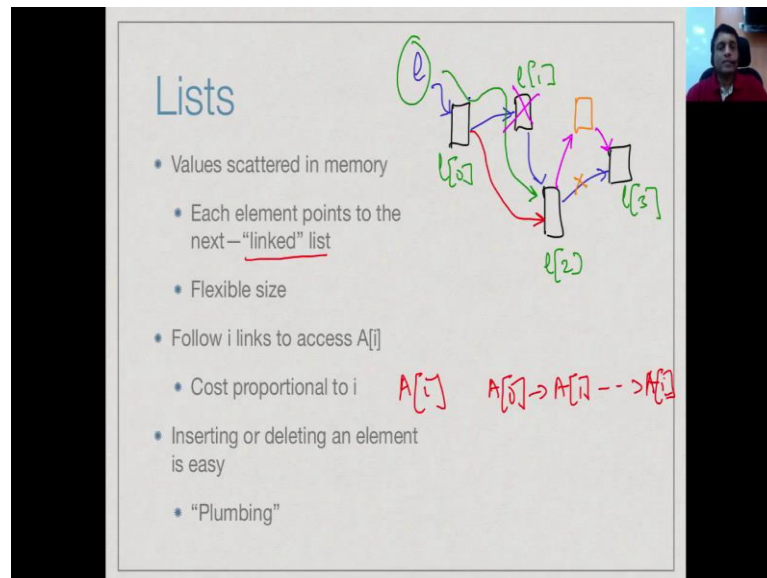 Lists
Values scattered in memory
Each element points to the
next—“linked” list
Flexible size
Follow i links to access A[i]
Cost proportional to i
Inserting or deleting an element
is easy
“Plumbing”
l
l[0]
l[1]
l[2]
l[3]
A[i]
A[0]→A[1]--→A[i]